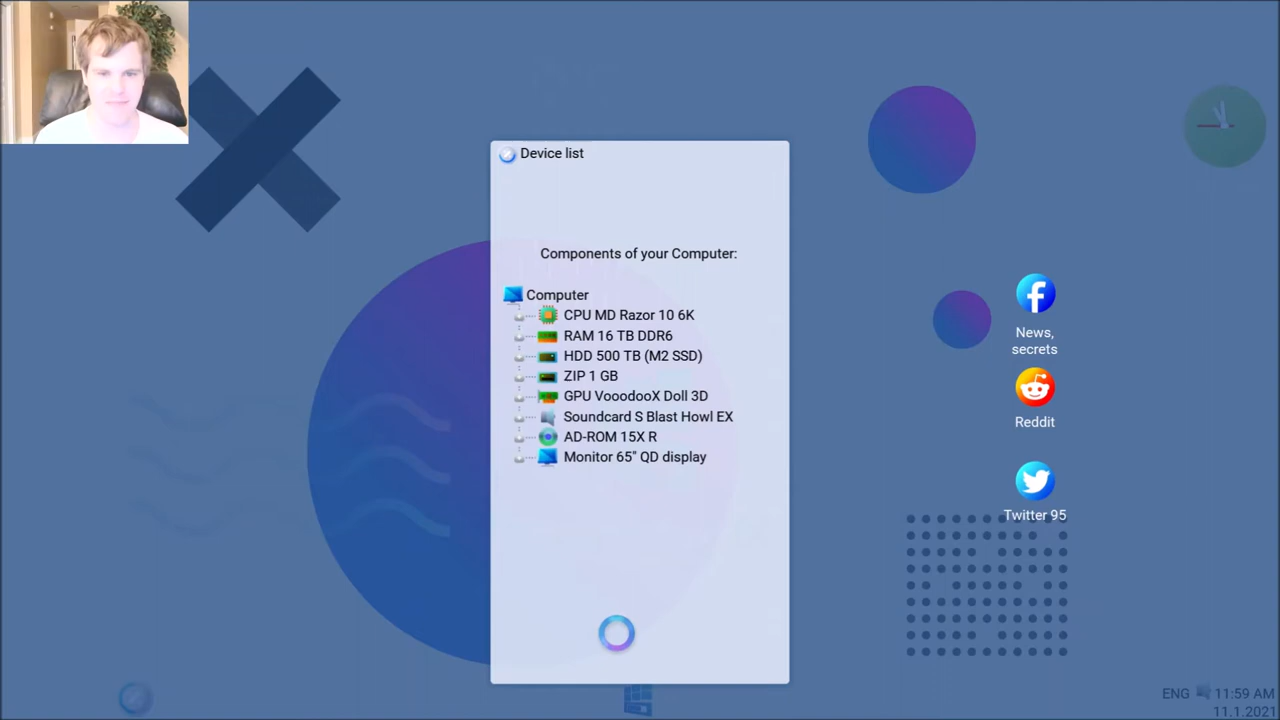 Device list
Components of your Computer:
Computer
CPU MD Razor 10 6K
RAM 16 TB DDR6
HDD 500 TB (M2 SSD)
ZIP 1 GB
GPU VooodooX Doll 3D
Soundcard S Blast Howl EX
AD-ROM 15X R
Monitor 65" QD display
News,
secrets
Reddit
Twitter 95
ENG 11:59 AM
11.1.2021